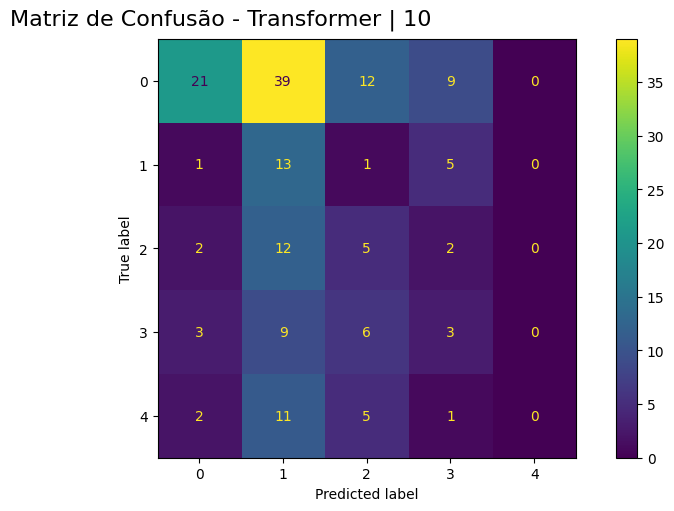 Matriz de Confusão - Transformer | 10
0 21 39 12 9 0
1 1 13 1 5 0
2 2 12 5 2 0
3 3 9 6 3 0
4 2 11 5 1 0
0 1 2 3 4
True label
Predicted label
35
30
25
20
15
10
5
0